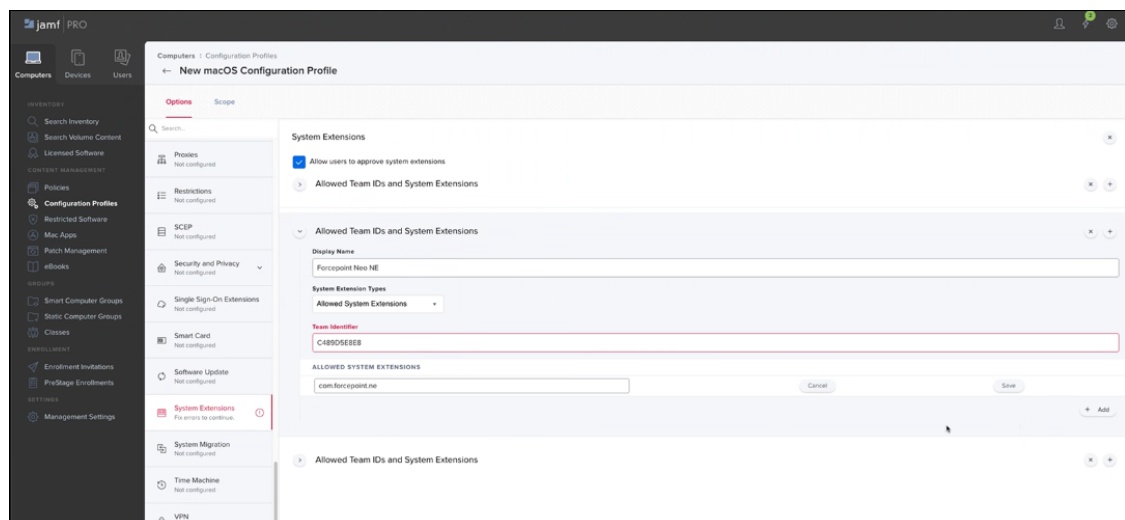 jamf PRO
2
Computers
Devices
Users
INVENTORY
Search Inventory
Search Volume Content
Licensed Software
CONTENT MANAGEMENT
Policies
Configuration Profiles
Restricted Software
Mac Apps
Patch Management
eBooks
GROUPS
Smart Computer Groups
Static Computer Groups
Classes
ENROLLMENT
Enrollment Invitations
PreStage Enrollments
SETTINGS
Management Settings
Computers : Configuration Profiles
← New macOS Configuration Profile
Options
Scope
Search...
Proxies
Not configured
Restrictions
Not configured
SCEP
Not configured
Security and Privacy
Not configured
Single Sign-On Extensions
Not configured
Smart Card
Not configured
Software Update
Not configured
System Extensions
Fix errors to continue.
System Migration
Not configured
Time Machine
Not configured
VPN
System Extensions
Allow users to approve system extensions
Allowed Team IDs and System Extensions
Allowed Team IDs and System Extensions
Display Name
Forcepoint Neo NE
System Extension Types
Allowed System Extensions
Team Identifier
C4B9D5E8E8
ALLOWED SYSTEM EXTENSIONS
com.forcepoint.ne
Cancel
Save
+ Add
Allowed Team IDs and System Extensions